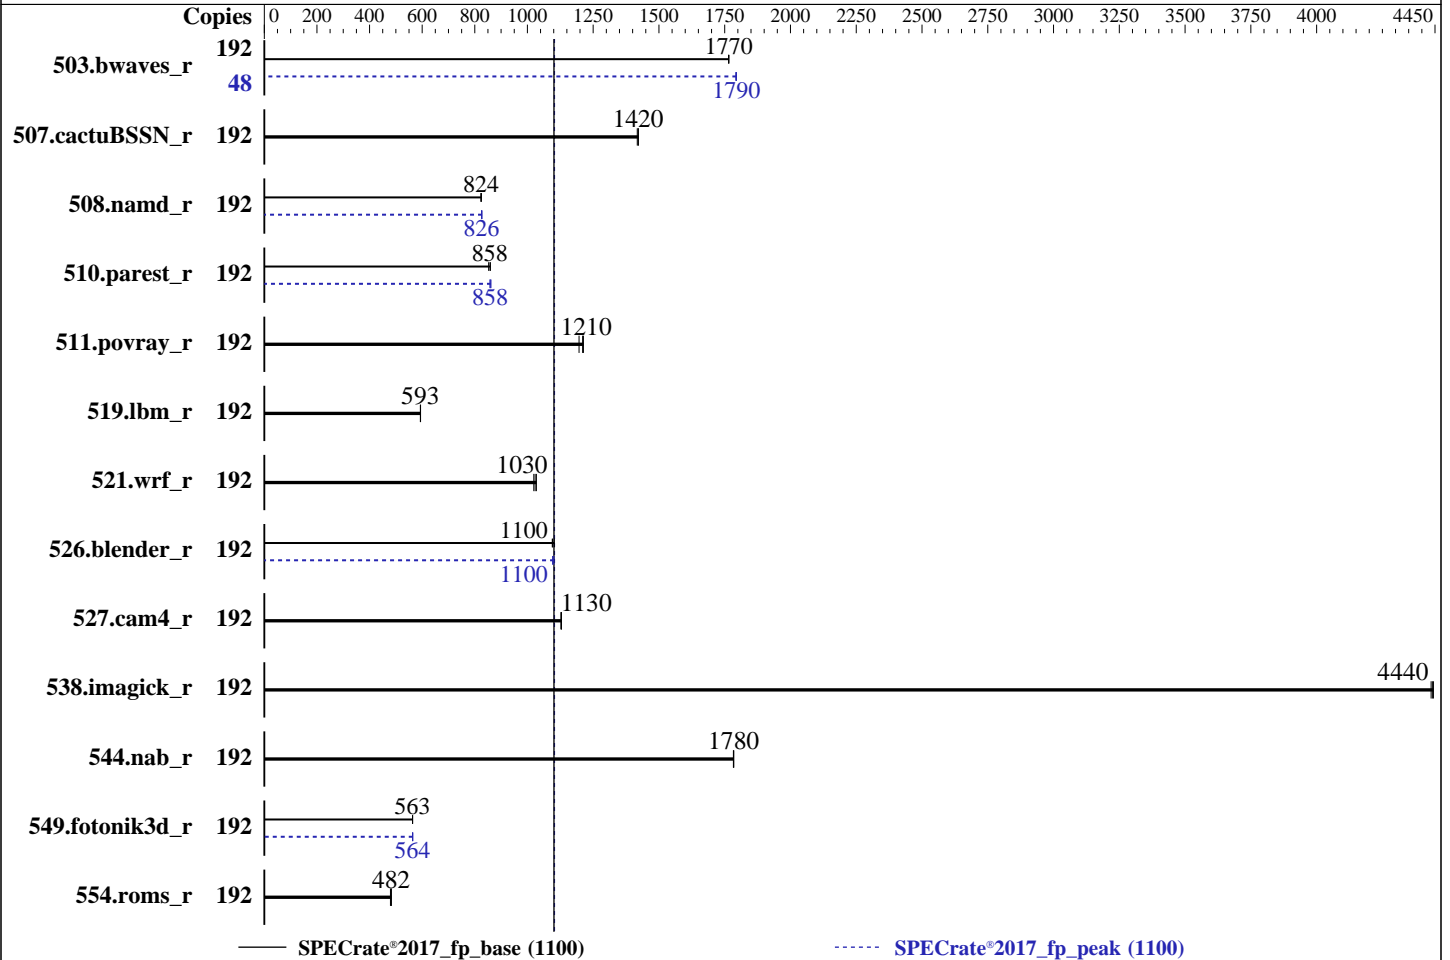 Copies 0 200 400 600 800 1000 1250 1500 1750 2000 2250 2500 2750 3000 3250 3500 3750 4000 4450
503.bwaves_r 192 1770
48 1790
507.cactuBSSN_r 192 1420
508.namd_r 192 824
826
510.parest_r 192 858
858
511.povray_r 192 1210
519.lbm_r 192 593
521.wrf_r 192 1030
526.blender_r 192 1100
1100
527.cam4_r 192 1130
538.imagick_r 192 4440
544.nab_r 192 1780
549.fotonik3d_r 192 563
564
554.roms_r 192 482
SPECrate®2017_fp_base (1100) SPECrate®2017_fp_peak (1100)